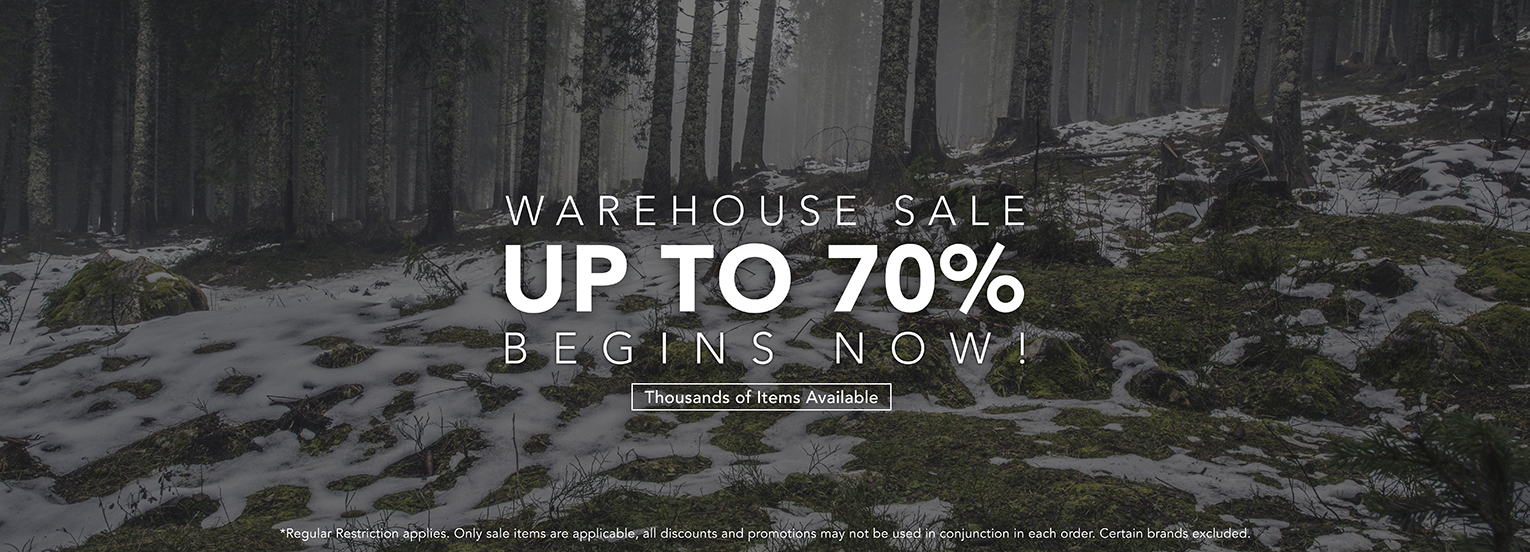 WAREHOUSE SALE
UP TO 70%
BEGINS NOW!
Thousands of Items Available
*Regular Restriction applies. Only sale items are applicable, all discounts and promotions may not be used in conjunction in each order. Certain brands excluded.